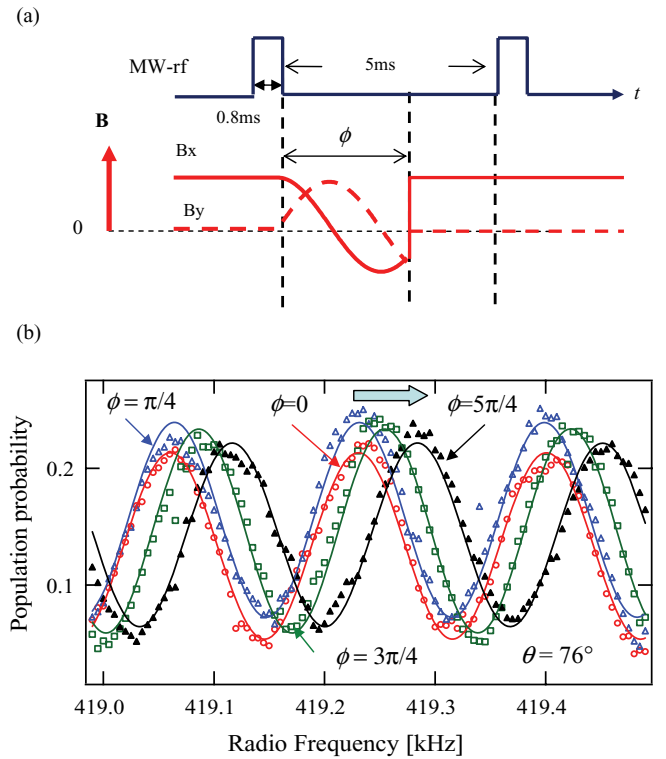 (a)
MW-rf
5ms
t
0.8ms
B
ϕ
Bx
By
0
(b)
ϕ = π/4
ϕ=0
ϕ=5π/4
0.2
Population probability
0.1
ϕ = 3π/4
θ = 76°
419.0 419.1 419.2 419.3 419.4
Radio Frequency [kHz]